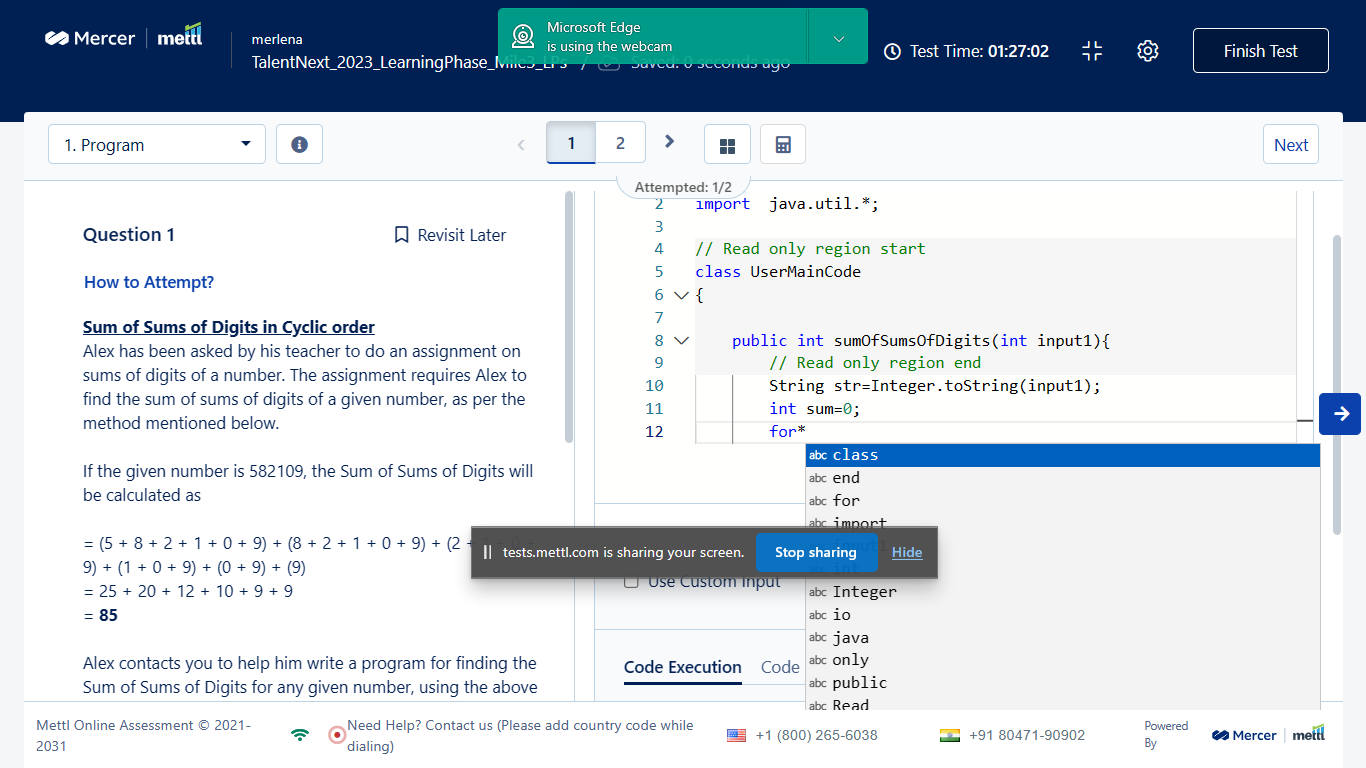 Mercer mettl
merlena
TalentNext_2023_LearningPhase_Mile3_LPs / Saved: 0 seconds ago
Microsoft Edge
is using the webcam
Test Time: 01:27:02
Finish Test
1. Program
1 2
Next
Attempted: 1/2
Question 1
Revisit Later
How to Attempt?
Sum of Sums of Digits in Cyclic order
Alex has been asked by his teacher to do an assignment on
sums of digits of a number. The assignment requires Alex to
find the sum of sums of digits of a given number, as per the
method mentioned below.
If the given number is 582109, the Sum of Sums of Digits will
be calculated as
= (5 + 8 + 2 + 1 + 0 + 9) + (8 + 2 + 1 + 0 + 9) + (2 +
9) + (1 + 0 + 9) + (0 + 9) + (9)
= 25 + 20 + 12 + 10 + 9 + 9
= 85
Alex contacts you to help him write a program for finding the
Sum of Sums of Digits for any given number, using the above
2 import java.util.*;
3
4 // Read only region start
5 class UserMainCode
6 {
7
8 public int sumOfSumsOfDigits(int input1){
9 // Read only region end
10 String str=Integer.toString(input1);
11 int sum=0;
12 for*
abc class
abc end
abc for
abc import
input1
int
abc Integer
abc io
abc java
abc only
abc public
abc Read
tests.mettl.com is sharing your screen. Stop sharing Hide
Use Custom Input
Code Execution Code
Mettl Online Assessment © 2021-
2031
Need Help? Contact us (Please add country code while
dialing)
+1 (800) 265-6038
+91 80471-90902
Powered
By
Mercer mettl